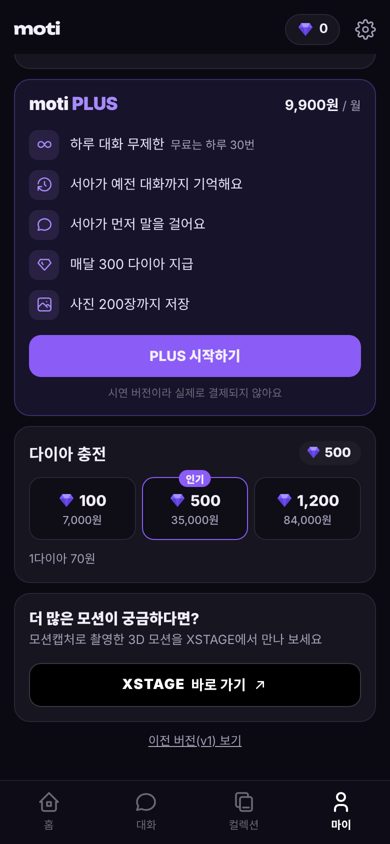 moti
0
moti PLUS
9,900원 / 월
하루 대화 무제한 무료는 하루 30번
서아가 예전 대화까지 기억해요
서아가 먼저 말을 걸어요
매달 300 다이아 지급
사진 200장까지 저장
PLUS 시작하기
시연 버전이라 실제로 결제되지 않아요
다이아 충전
500
인기
100
7,000원
500
35,000원
1,200
84,000원
1다이아 70원
더 많은 모션이 궁금하다면?
모션캡처로 촬영한 3D 모션을 XSTAGE에서 만나 보세요
XSTAGE 바로 가기 ↗
이전 버전(v1) 보기
홈
대화
컬렉션
마이